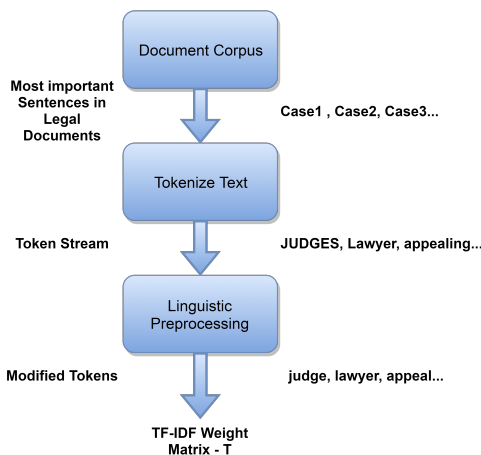 Document Corpus
Most important
Sentences in
Legal
Documents
Case1 , Case2, Case3...
Tokenize Text
Token Stream
JUDGES, Lawyer, appealing...
Linguistic
Preprocessing
Modified Tokens
judge, lawyer, appeal...
TF-IDF Weight
Matrix - T